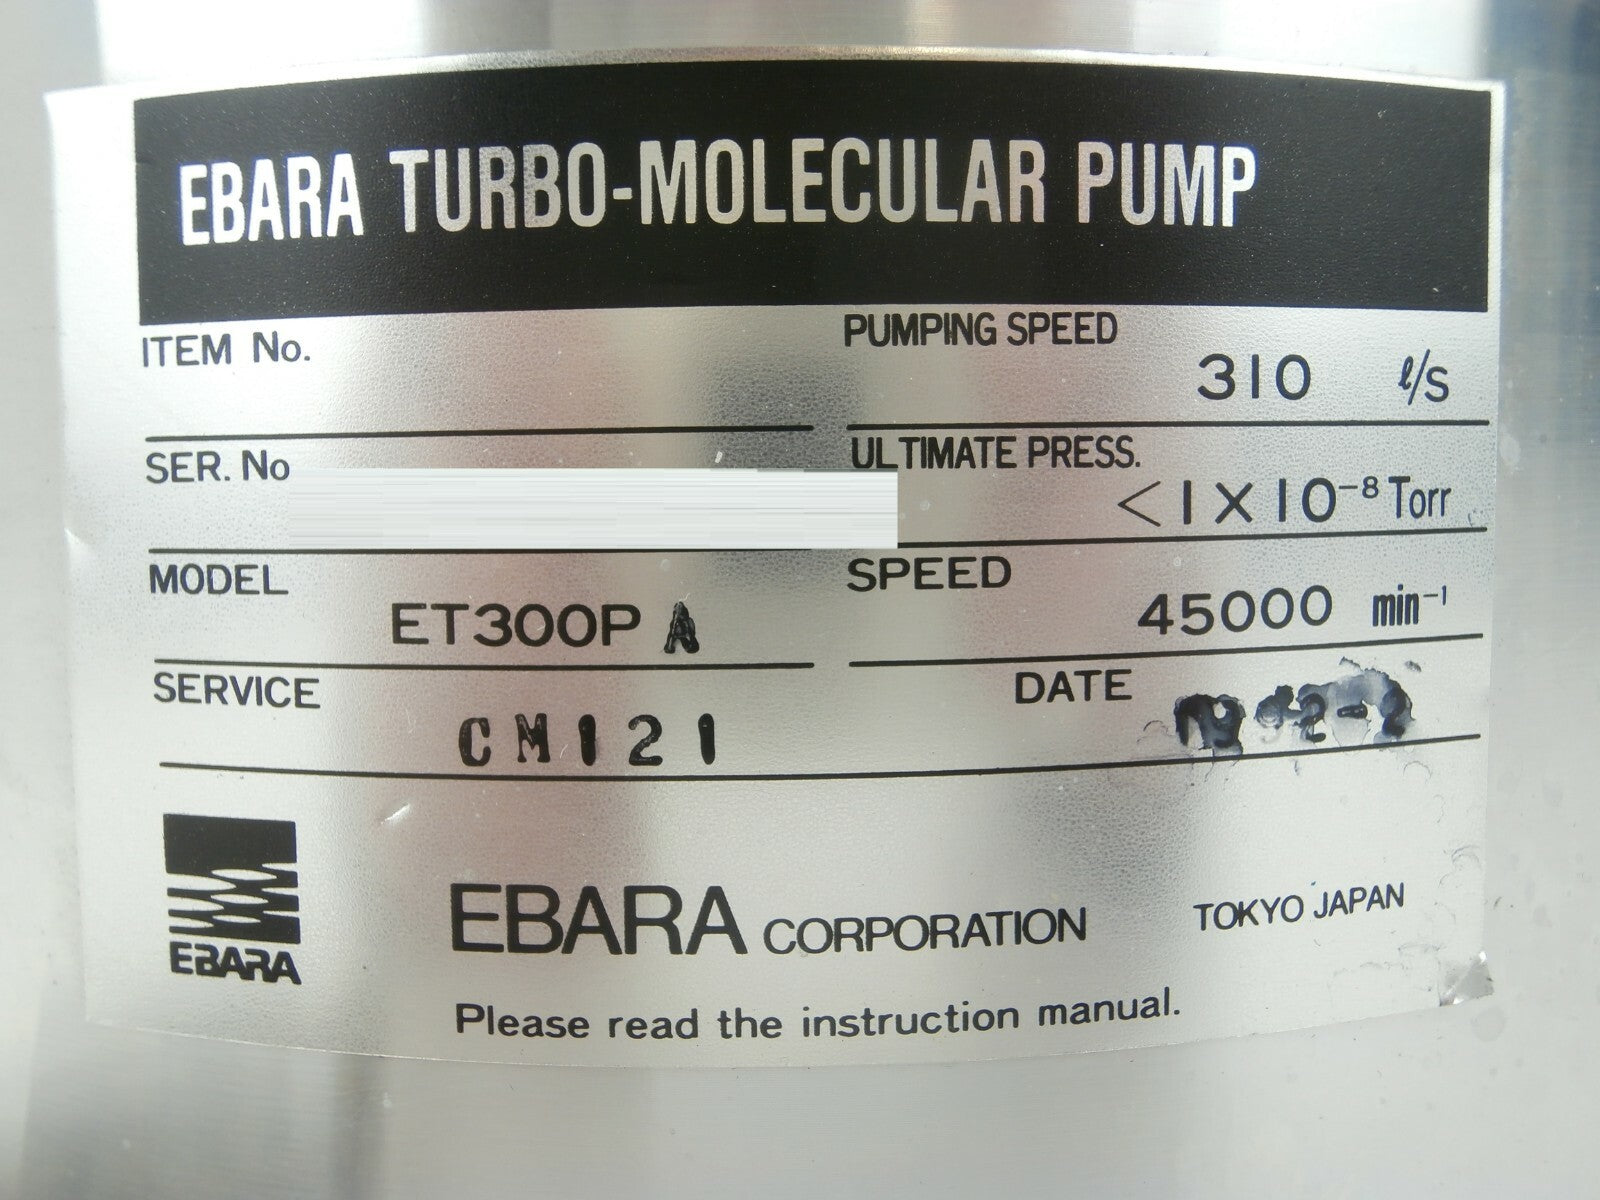 EBARA TURBO-MOLECULAR PUMP
ITEM No.
PUMPING SPEED
310 ℓ/S
SER. No
ULTIMATE PRESS.
<1X10⁻⁸ Torr
MODEL
ET300P A
SPEED
45000 min⁻¹
SERVICE
CM121
DATE
EBARA
EBARA CORPORATION
TOKYO JAPAN
Please read the instruction manual.